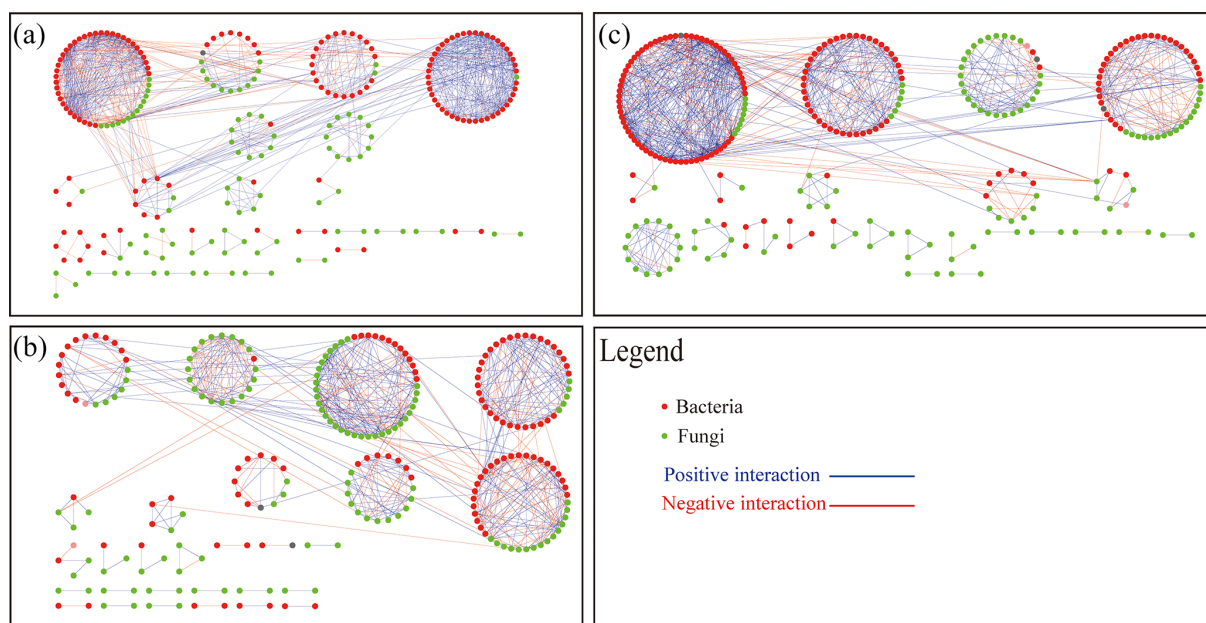 (a)
(c)
(b)
Legend
Bacteria
Fungi
Positive interaction
Negative interaction